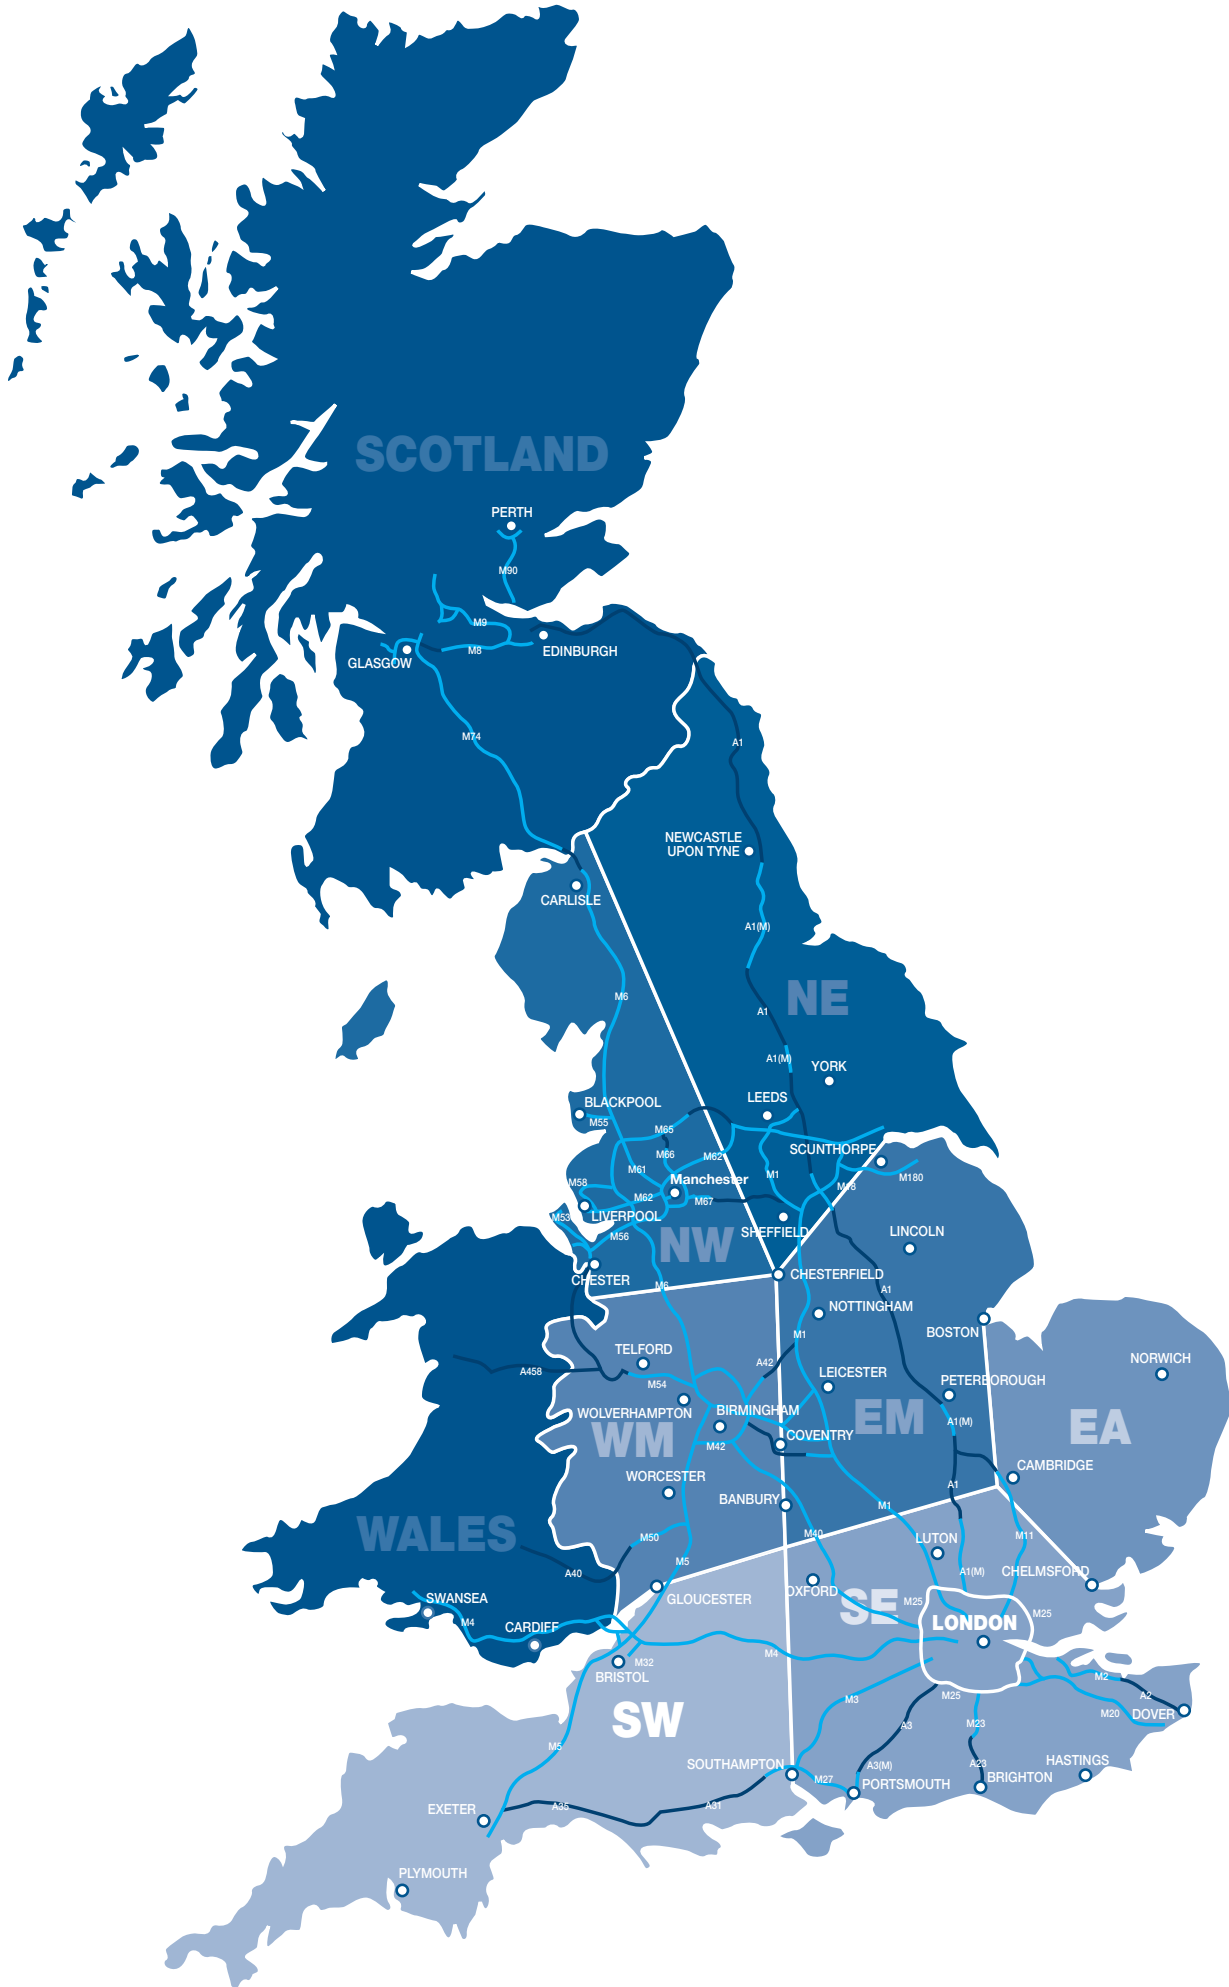 SCOTLAND
PERTH
M90
M9
M8
EDINBURGH
GLASGOW
M74
A1
NEWCASTLE
UPON TYNE
CARLISLE
A1(M)
M6
NE
A1
A1(M)
YORK
LEEDS
BLACKPOOL
M55
M65
M66
M62
SCUNTHORPE
M61
M1
M180
M18
M58
Manchester
M62
M67
M53
LIVERPOOL
M56
NW
SHEFFIELD
LINCOLN
CHESTER
M6
CHESTERFIELD
A1
NOTTINGHAM
BOSTON
M1
TELFORD
A458
M54
A42
LEICESTER
NORWICH
PETERBOROUGH
WOLVERHAMPTON
BIRMINGHAM
A1(M)
EM
EA
WM
M42
COVENTRY
CAMBRIDGE
WORCESTER
A1
BANBURY
M1
WALES
M50
M40
LUTON
M11
M5
A40
A1(M)
CHELMSFORD
SWANSEA
GLOUCESTER
OXFORD
SE
M25
M25
M4
CARDIFF
LONDON
M32
M4
BRISTOL
M2
M25
A2
SW
M3
M20
DOVER
A3
M23
M5
SOUTHAMPTON
A3(M)
A23
HASTINGS
M27
PORTSMOUTH
BRIGHTON
EXETER
A35
A31
PLYMOUTH